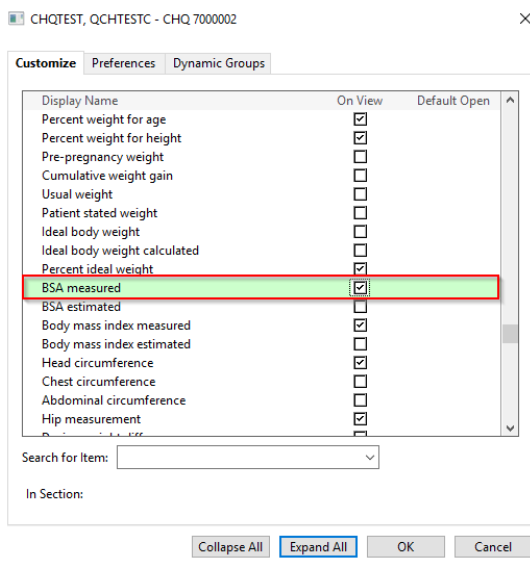 CHQTEST, QCHTESTC - CHQ 7000002
Customize Preferences Dynamic Groups
Display Name On View Default Open
Percent weight for age
Percent weight for height
Pre-pregnancy weight
Cumulative weight gain
Usual weight
Patient stated weight
Ideal body weight
Ideal body weight calculated
Percent ideal weight
BSA measured
BSA estimated
Body mass index measured
Body mass index estimated
Head circumference
Chest circumference
Abdominal circumference
Hip measurement
Search for Item:
In Section:
Collapse All Expand All OK Cancel